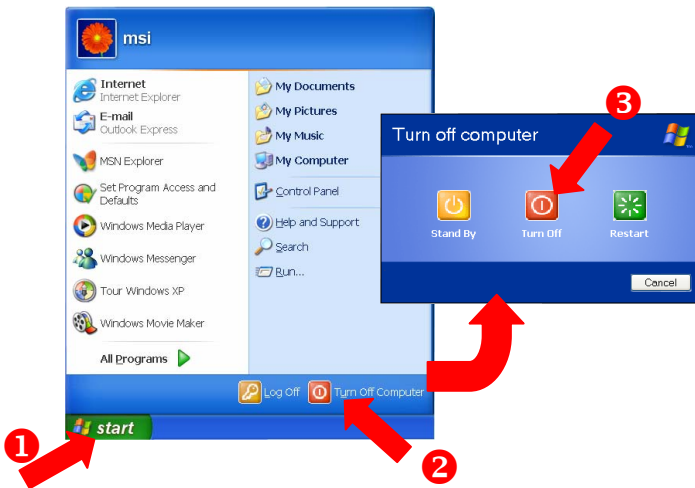 msi
Internet
Internet Explorer
E-mail
Outlook Express
MSN Explorer
Set Program Access and
Defaults
Windows Media Player
Windows Messenger
Tour Windows XP
Windows Movie Maker
All Programs
My Documents
My Pictures
My Music
My Computer
Control Panel
Help and Support
Search
Run...
Log Off
Turn Off Computer
start
1
2
3
Turn off computer
Stand By
Turn Off
Restart
Cancel